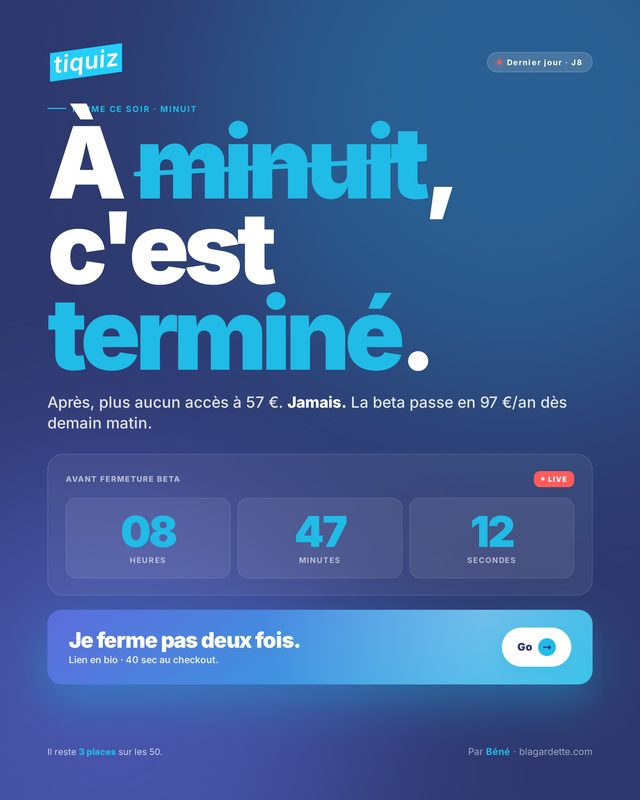 tiquiz
Dernier jour · J8
ME CE SOIR · MINUIT
À minuit,
c'est
terminé.
Après, plus aucun accès à 57 €. Jamais. La beta passe en 97 €/an dès
demain matin.
AVANT FERMETURE BETA
LIVE
08
47
12
HEURES
MINUTES
SECONDES
Je ferme pas deux fois.
Lien en bio · 40 sec au checkout.
Go →
Il reste 3 places sur les 50.
Par Béné · blagardette.com